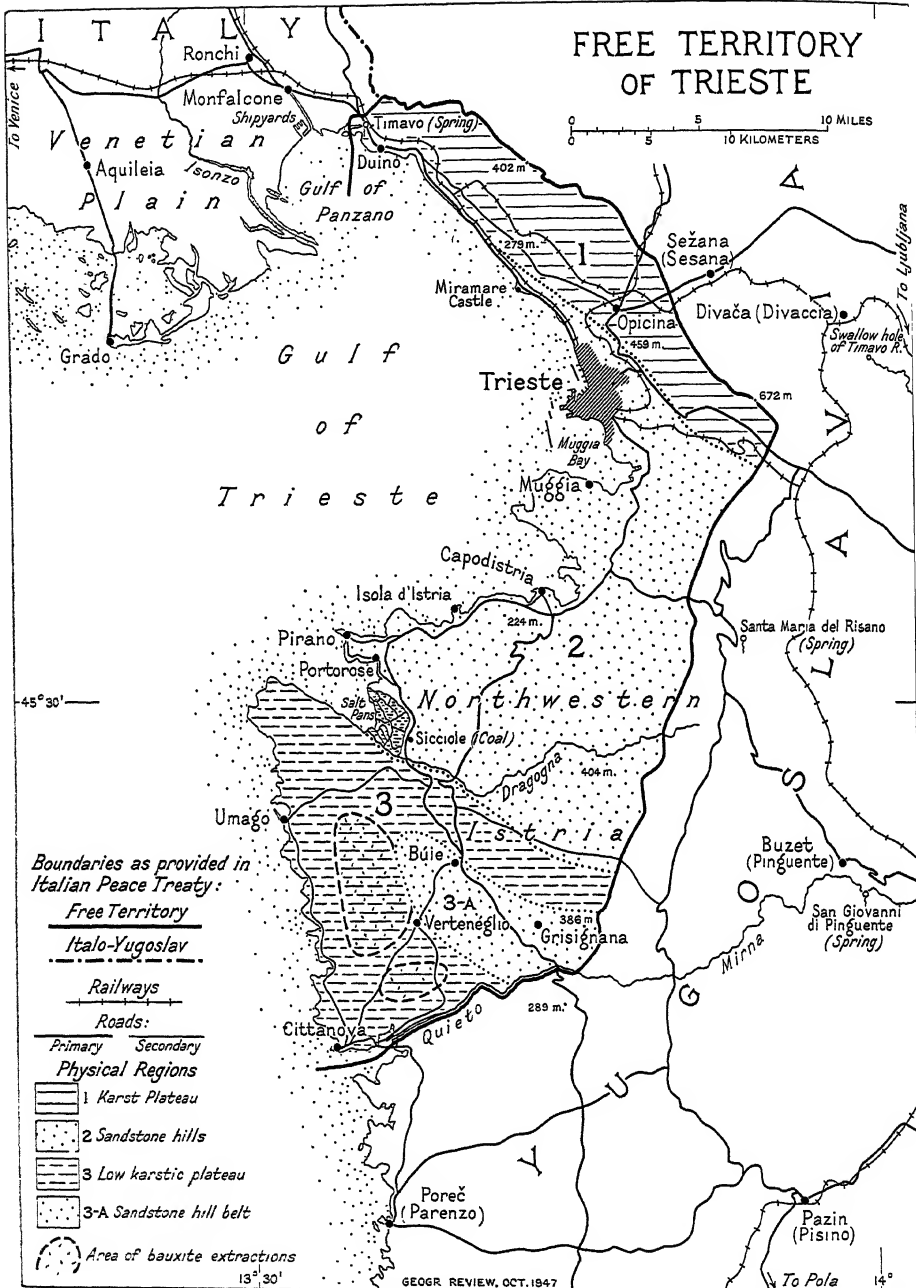 I T A L Y
FREE TERRITORY
OF TRIESTE
0 5 10 MILES
0 5 10 KILOMETERS
To Venice
Ronchi
Monfalcone
Shipyards
Timavo (Spring)
Duino
Venetian
Plain
Aquileia
Isonzo
Gulf of
Panzano
402 m
279 m.
1
Sežana
(Sesana)
To Ljubljana
Miramare
Castle
Opicina
Divača (Divaccia)
Swallow hole
of Timavo R.
459 m.
Grado
Gulf
of
Trieste
Trieste
672 m
Muggia
Bay
Muggia
Capodistria
Isola d'Istria
224 m.
2
Pirano
Portorose
Santa Maria del Risano
(Spring)
45°30'
Salt
Pans
Northwestern
Istria
Sicciole (Coal)
Dragogna
404 m.
Umago
3
Buie
Buzet
(Pinguente)
3-A
Verteneglio
386 m
Grisignana
San Giovanni
di Pinguente
(Spring)
Mirna
Quieto
289 m.
Cittanova
Y U G O S L A V I A
Poreč
(Parenzo)
Pazin
(Pisino)
To Pola
Boundaries as provided in
Italian Peace Treaty:
Free Territory
Italo-Yugoslav
Railways
Roads:
Primary Secondary
Physical Regions
1 Karst Plateau
2 Sandstone hills
3 Low karstic plateau
3-A Sandstone hill belt
Area of bauxite extractions
13°30'
GEOGR REVIEW, OCT. 1947
14°